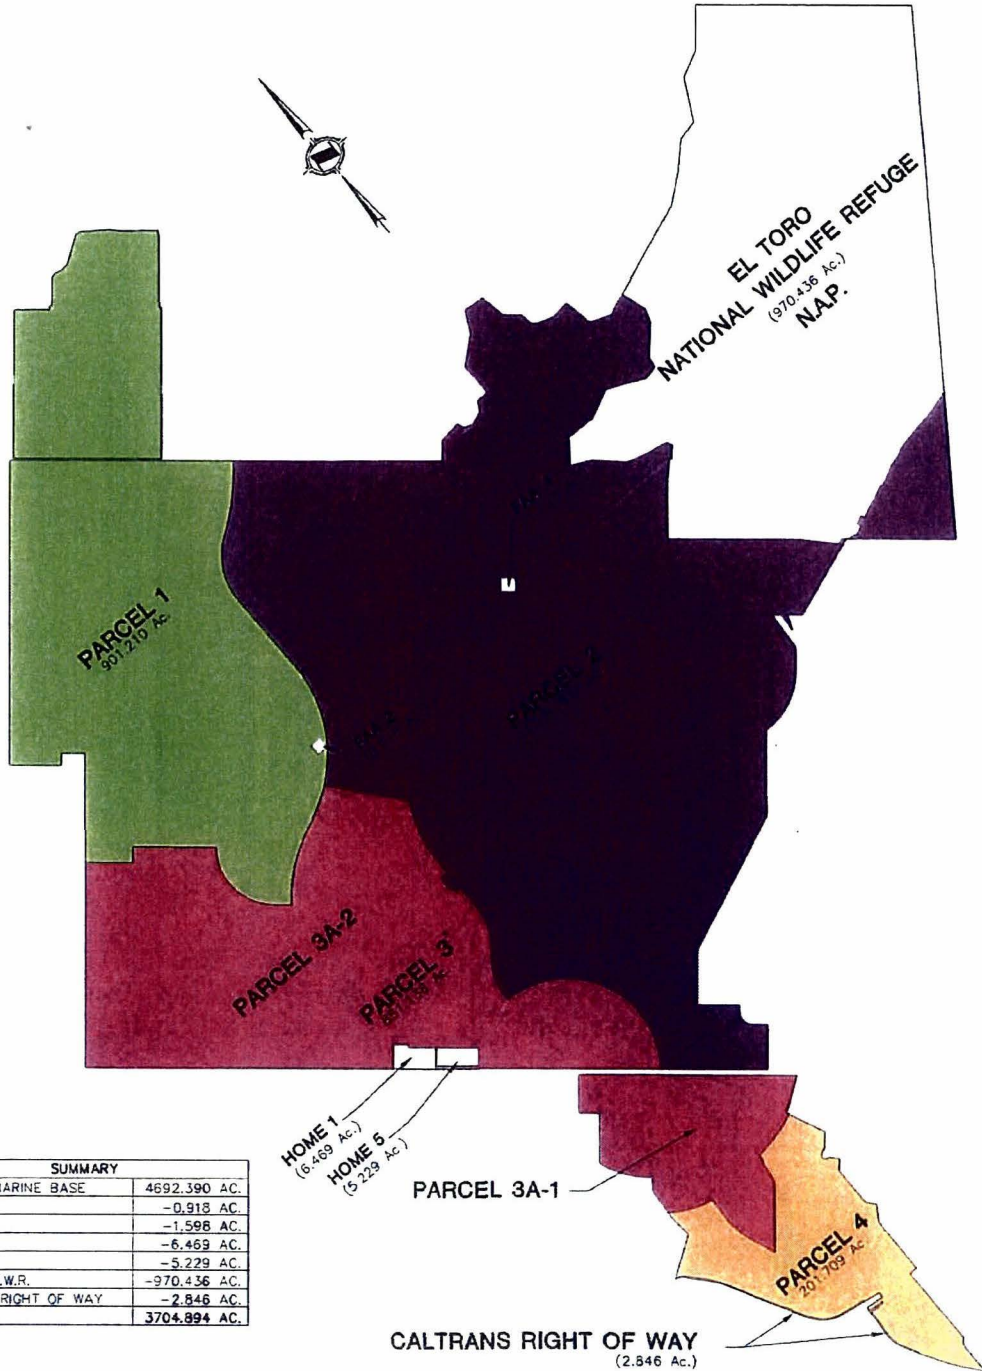 EL TORO
NATIONAL WILDLIFE REFUGE
(970.436 Ac.)
N.A.P.
PARCEL 1
901.210 Ac.
PARCEL 2
PARCEL 3A-2
PARCEL 3
HOME 1
(6.469 Ac.)
HOME 5
(5.229 Ac.)
PARCEL 3A-1
PARCEL 4
201.709 Ac.
CALTRANS RIGHT OF WAY
(2.846 Ac.)
SUMMARY
ARINE BASE 4692.390 AC.
-0.918 AC.
-1.598 AC.
-6.469 AC.
-5.229 AC.
.W.R. -970.436 AC.
RIGHT OF WAY -2.846 AC.
3704.894 AC.